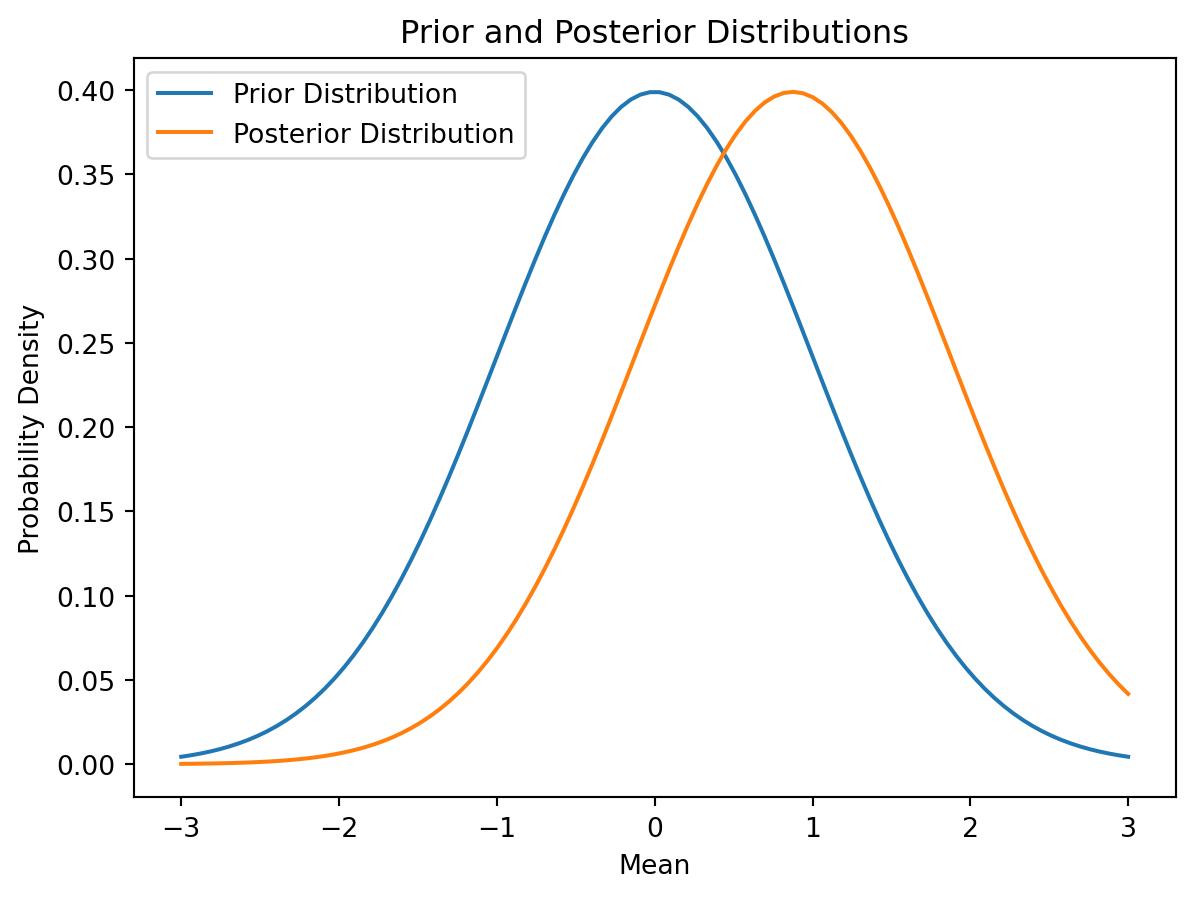 Prior and Posterior Distributions
Prior Distribution
Posterior Distribution
0.40
0.35
0.30
0.25
0.20
0.15
0.10
0.05
0.00
Probability Density
−3 −2 −1 0 1 2 3
Mean